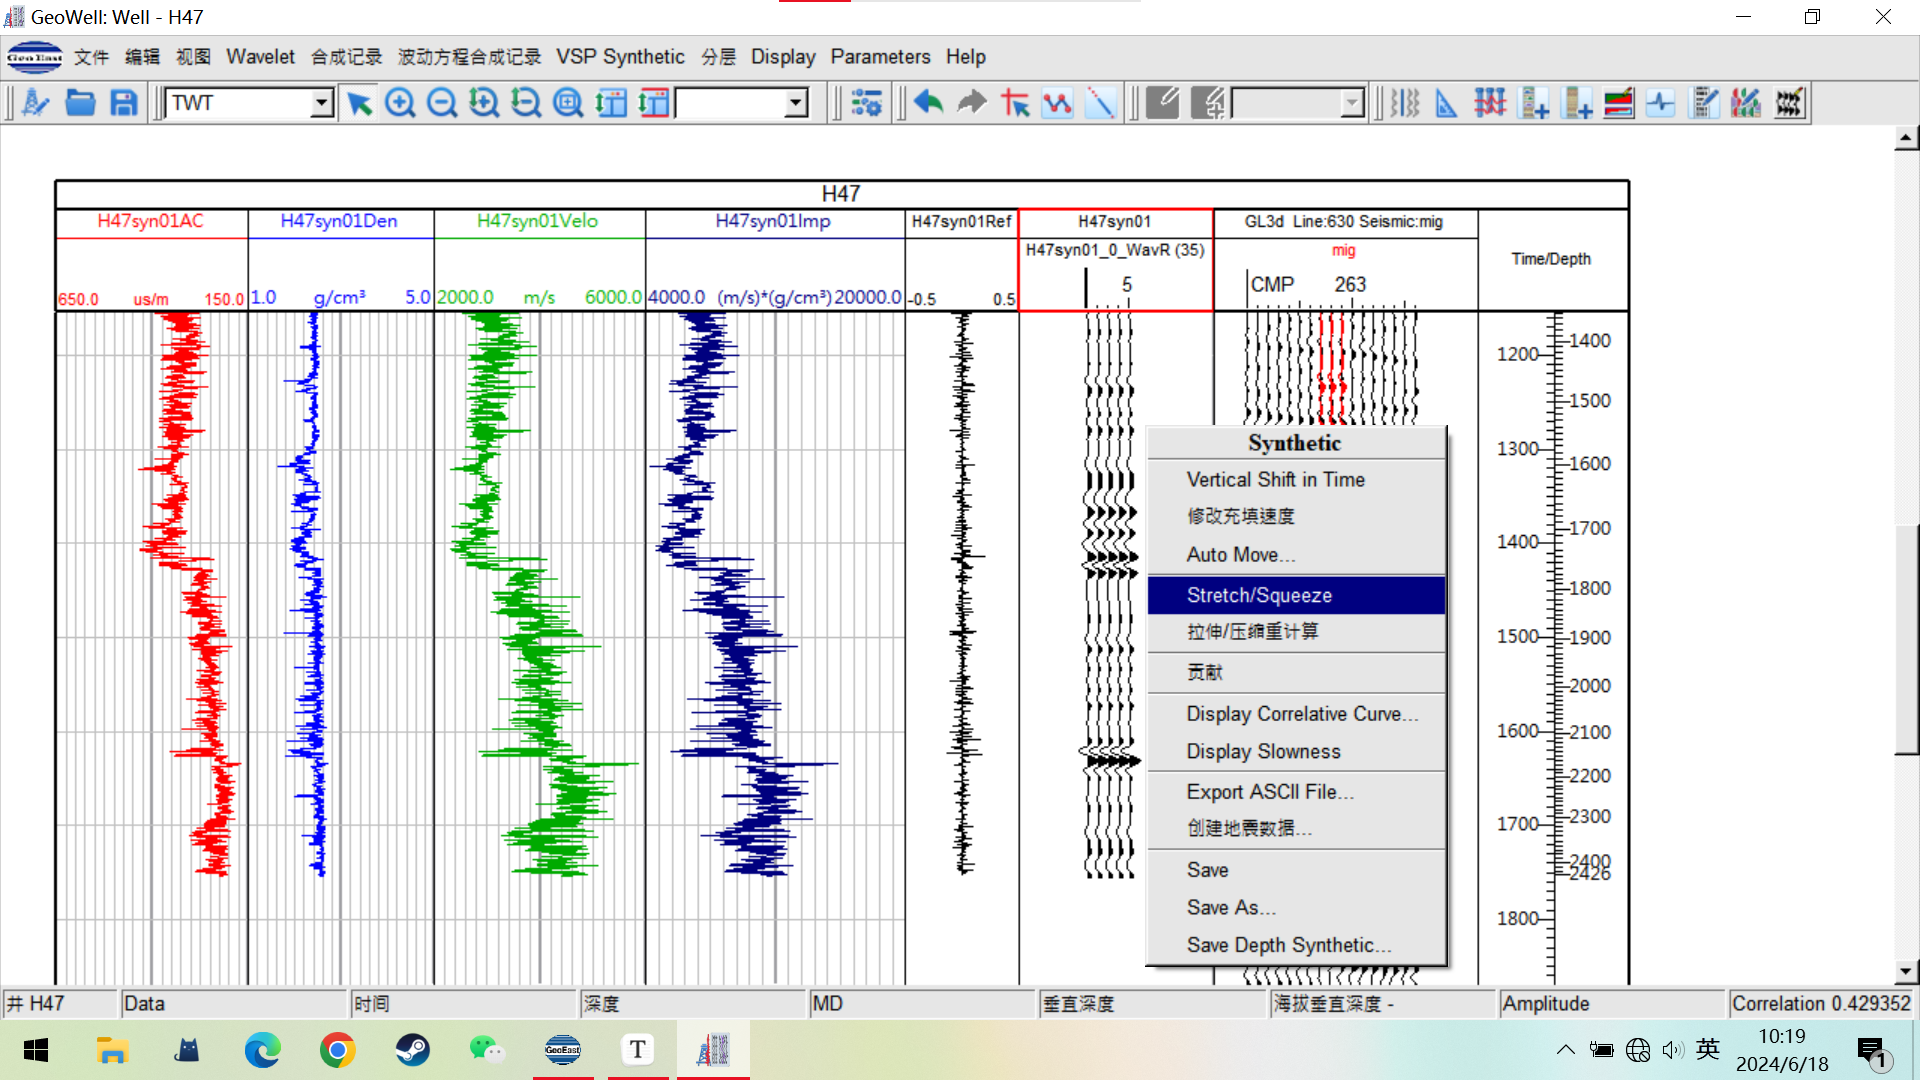 GeoWell: Well - H47
GeoEast 文件 编辑 视图 Wavelet 合成记录 波动方程合成记录 VSP Synthetic 分层 Display Parameters Help
TWT
H47
H47syn01AC H47syn01Den H47syn01Velo H47syn01Imp H47syn01Ref H47syn01 GL3d Line:630 Seismic:mig
H47syn01_0_WavR (35) mig Time/Depth
5 CMP 263
650.0 us/m 150.0 1.0 g/cm³ 5.0 2000.0 m/s 6000.0 4000.0 (m/s)*(g/cm³) 20000.0 -0.5 0.5
1400
1200
1500
1300
1600
1700
1400
1800
1500
1900
2000
1600
2100
2200
2300
1700
2400
2426
1800
Synthetic
Vertical Shift in Time
修改充填速度
Auto Move...
Stretch/Squeeze
拉伸/压缩重计算
贡献
Display Correlative Curve...
Display Slowness
Export ASCII File...
创建地震数据...
Save
Save As...
Save Depth Synthetic...
井 H47 Data 时间 深度 MD 垂直深度 海拔垂直深度 - Amplitude Correlation 0.429352
GeoEast T 英 10:19
2024/6/18 1